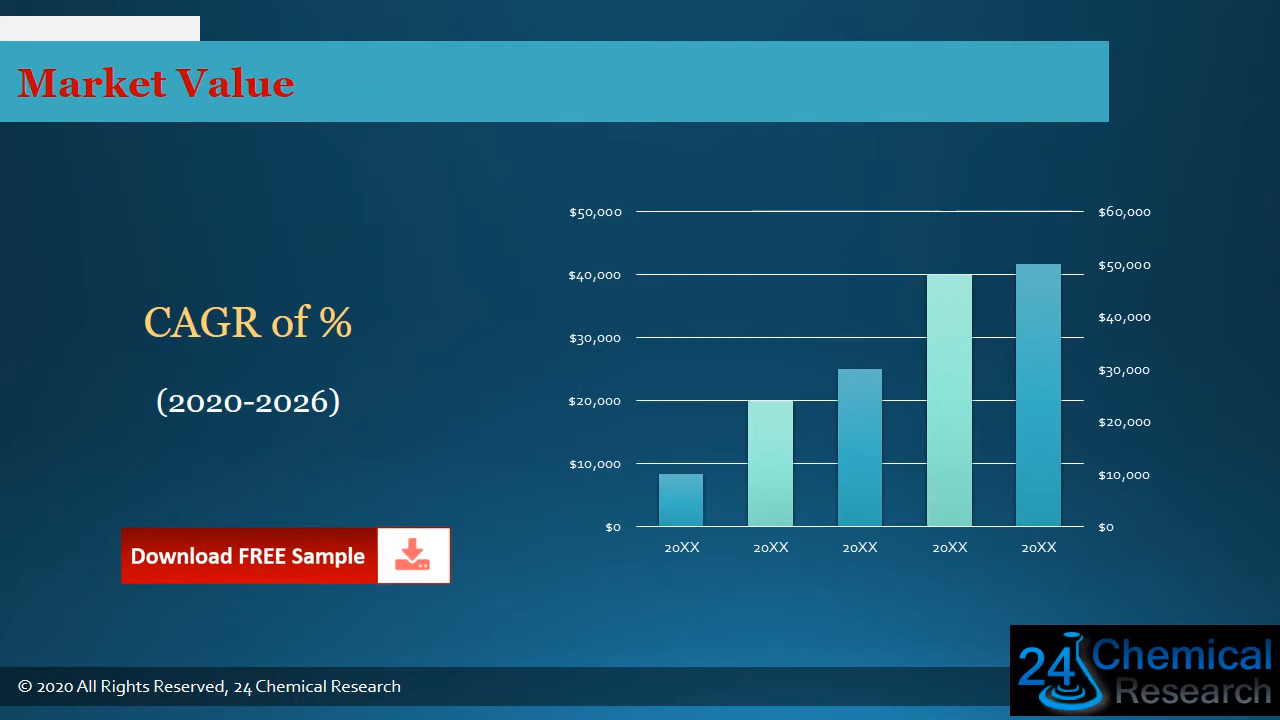 Market Value
CAGR of %
(2020-2026)
Download FREE Sample
$50,000
$40,000
$30,000
$20,000
$10,000
$0
$60,000
$50,000
$40,000
$30,000
$20,000
$10,000
$0
20XX 20XX 20XX 20XX 20XX
© 2020 All Rights Reserved, 24 Chemical Research
24 Chemical
Research